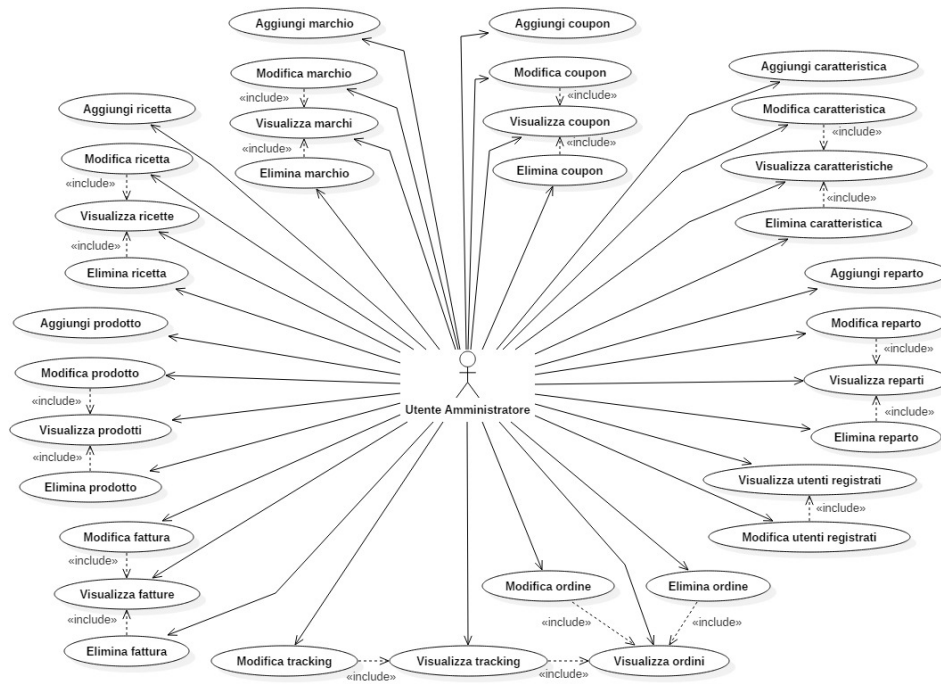 Aggiungi marchio
Aggiungi coupon
Modifica marchio
Modifica coupon
Aggiungi caratteristica
«include»
«include»
Aggiungi ricetta
Modifica caratteristica
Visualizza marchi
Visualizza coupon
«include»
«include»
«include»
Modifica ricetta
Visualizza caratteristiche
Elimina marchio
Elimina coupon
«include»
«include»
Visualizza ricette
Elimina caratteristica
«include»
Elimina ricetta
Aggiungi reparto
Aggiungi prodotto
Modifica reparto
«include»
Modifica prodotto
Visualizza reparti
«include»
Utente Amministratore
«include»
Visualizza prodotti
Elimina reparto
«include»
Visualizza utenti registrati
Elimina prodotto
«include»
Modifica fattura
Modifica utenti registrati
«include»
Modifica ordine
Elimina ordine
Visualizza fatture
«include»
«include»
«include»
Elimina fattura
Modifica tracking
Visualizza tracking
Visualizza ordini
«include»
«include»